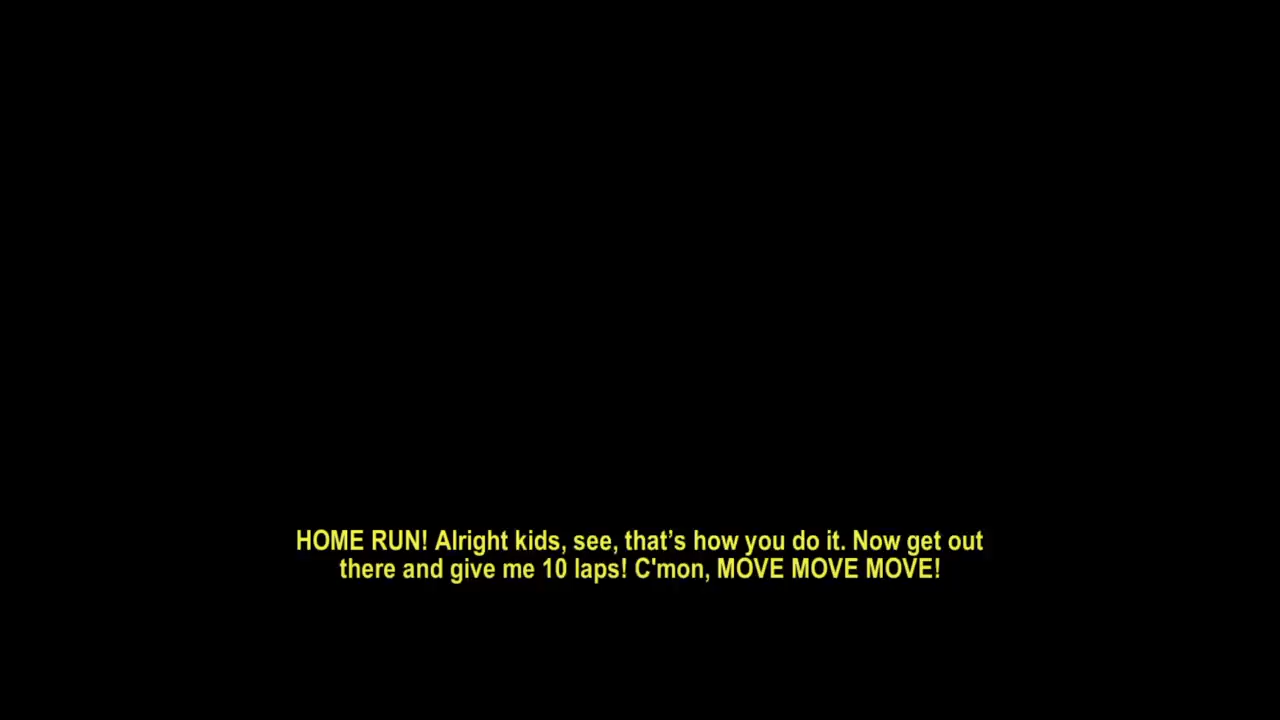 HOME RUN! Alright kids, see, that’s how you do it. Now get out
there and give me 10 laps! C'mon, MOVE MOVE MOVE!